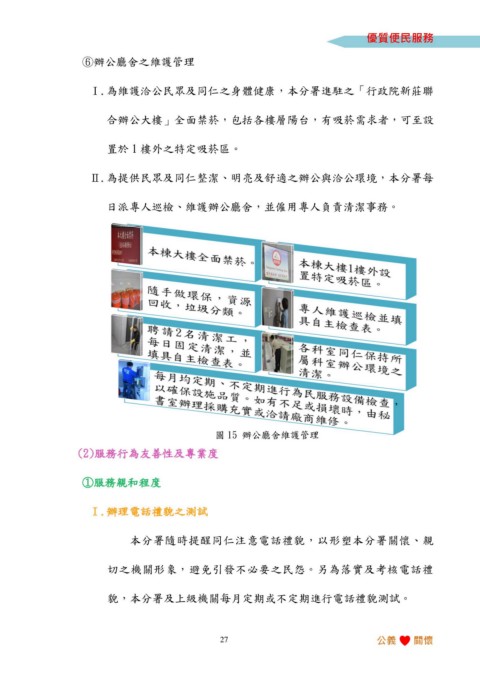 優質便民服務
⑥辦公廳舍之維護管理
Ⅰ.為維護洽公民眾及同仁之身體健康，本分署進駐之「行政院新莊聯
合辦公大樓」全面禁菸，包括各樓層陽台，有吸菸需求者，可至設
置於 1 樓外之特定吸菸區。
Ⅱ.為提供民眾及同仁整潔、明亮及舒適之辦公與洽公環境，本分署每
日派專人巡檢、維護辦公廳舍，並僱用專人負責清潔事務。
本棟大樓全面禁菸。
本棟大樓1樓外設
置特定吸菸區。
隨手做環保，資源
回收，垃圾分類。
專人維護巡檢並填
具自主檢查表。
聘請2名清潔工，
每日固定清潔，並
填具自主檢查表。
各科室同仁保持所
屬科室辦公環境之
清潔。
每月均定期、不定期進行為民服務設備檢查，
以確保設施品質。如有不足或損壞時，由秘
書室辦理採購充實或洽請廠商維修。
圖 15 辦公廳舍維護管理
(2)服務行為友善性及專業度
①服務親和程度
Ⅰ.辦理電話禮貌之測試
本分署隨時提醒同仁注意電話禮貌，以形塑本分署關懷、親
切之機關形象，避免引發不必要之民怨。另為落實及考核電話禮
貌，本分署及上級機關每月定期或不定期進行電話禮貌測試。
27
公義 ♥ 關懷